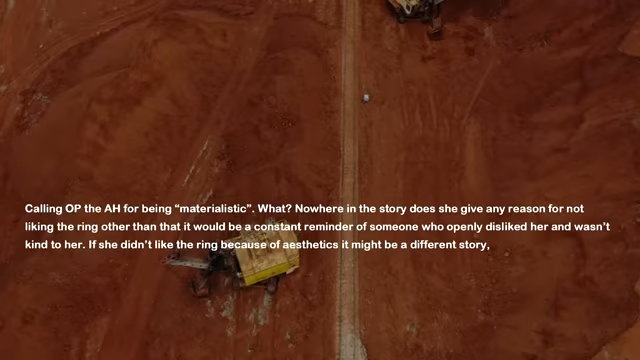 Calling OP the AH for being “materialistic”. What? Nowhere in the story does she give any reason for not
liking the ring other than that it would be a constant reminder of someone who openly disliked her and wasn’t
kind to her. If she didn’t like the ring because of aesthetics it might be a different story,